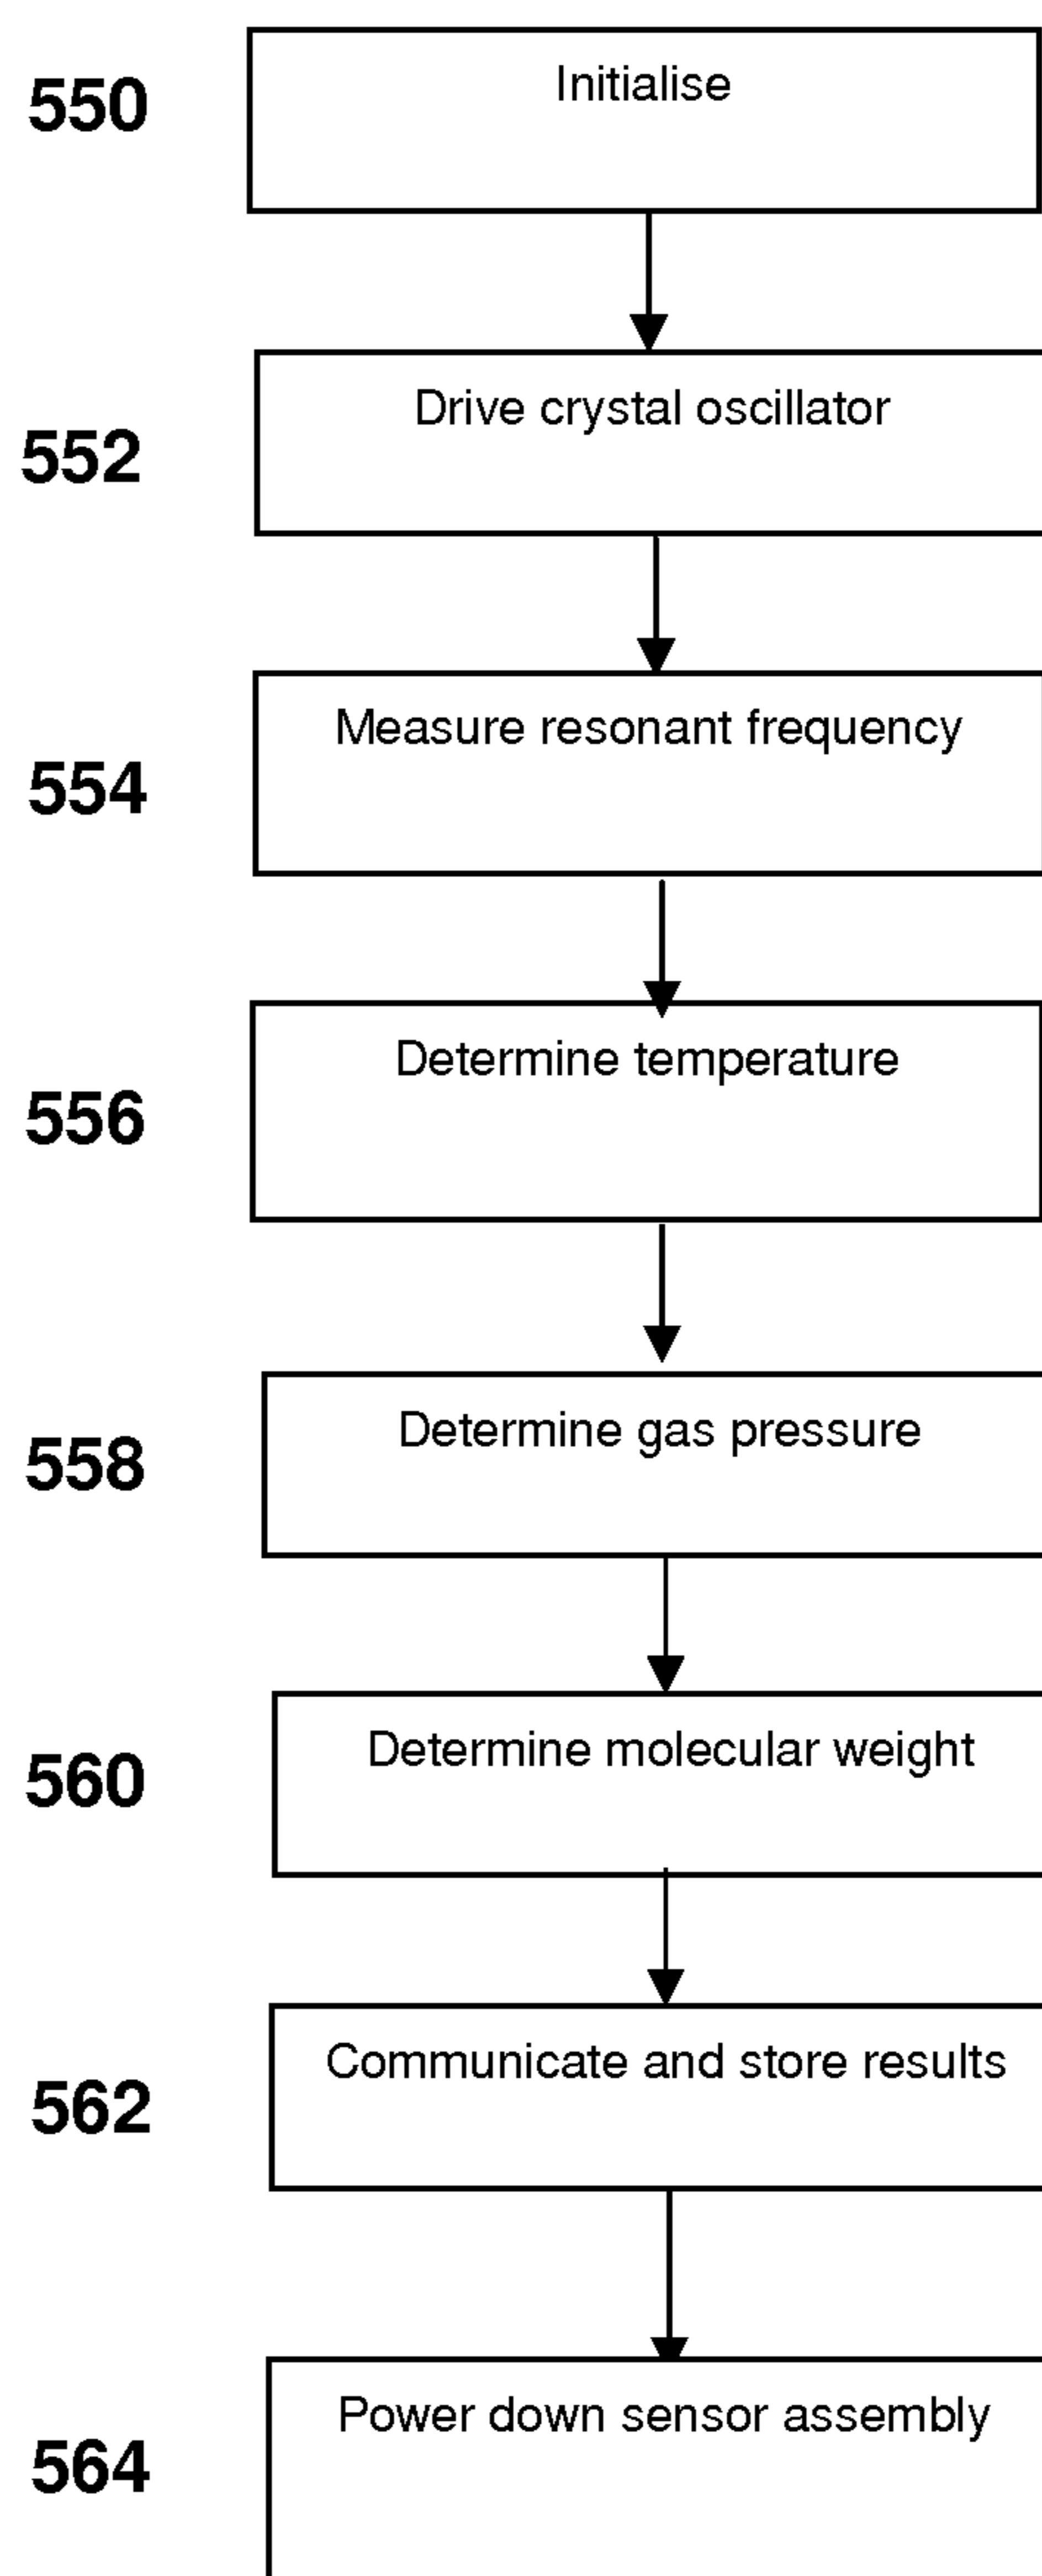 550
Initialise
552
Drive crystal oscillator
554
Measure resonant frequency
556
Determine temperature
558
Determine gas pressure
560
Determine molecular weight
562
Communicate and store results
564
Power down sensor assembly